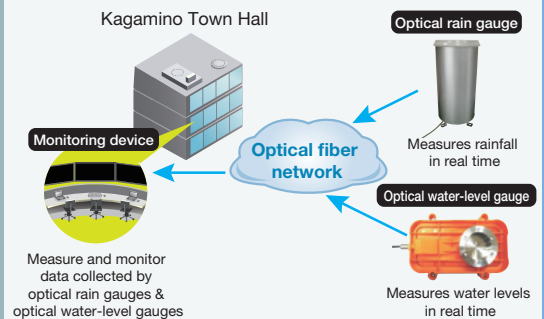 Kagamino Town Hall
Optical rain gauge
Measures rainfall
in real time
Monitoring device
Optical fiber
network
Optical water-level gauge
Measure and monitor
data collected by
optical rain gauges &
optical water-level gauges
Measures water levels
in real time